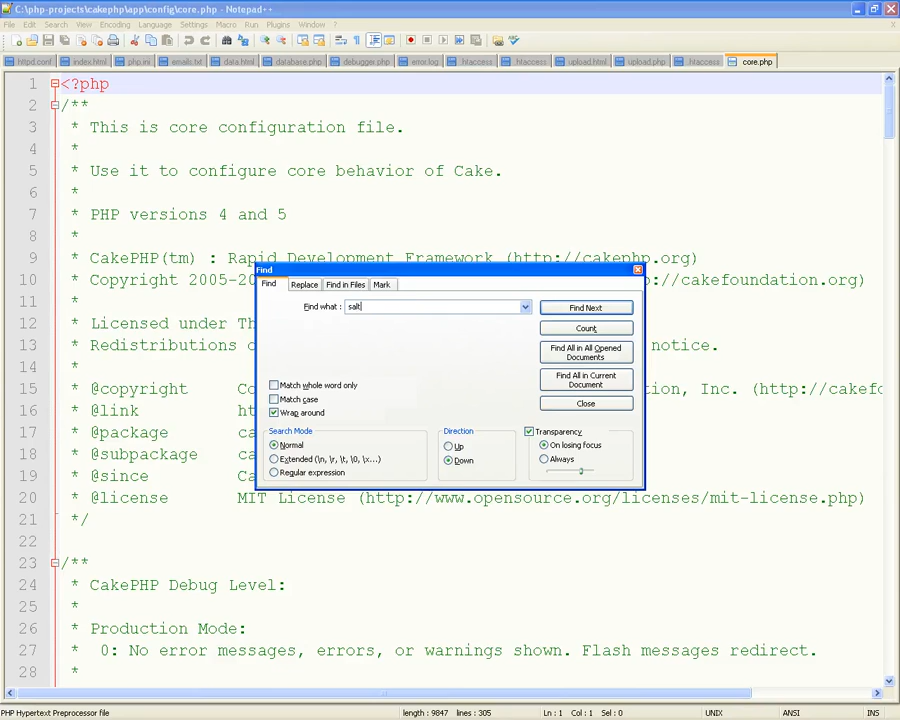 C:\php-projects\cakephp\app\config\core.php - Notepad++
File Edit Search View Encoding Language Settings Macro Run Plugins Window ?
httpd.conf index.html php.ini emails.txt data.html database.php debugger.php error.log .htaccess .htaccess upload.html upload.php .htaccess core.php
1 <?php
2 /**
3 * This is core configuration file.
4 *
5 * Use it to configure core behavior of Cake.
6 *
7 * PHP versions 4 and 5
8 *
9 * CakePHP(tm) : Rapid Development Framework (http://cakephp.org)
10 * Copyright 2005-20 ://cakefoundation.org)
11 *
12 * Licensed under Th
13 * Redistributions o notice.
14 *
15 * @copyright Co on, Inc. (http://cakefo
16 * @link ht
17 * @package ca
18 * @subpackage ca
19 * @since Ca
20 * @license MIT License (http://www.opensource.org/licenses/mit-license.php)
21 */
22
23 /**
24 * CakePHP Debug Level:
25 *
26 * Production Mode:
27 * 0: No error messages, errors, or warnings shown. Flash messages redirect.
28 *
Find
Find Replace Find in Files Mark
Find what : salt
Find Next
Count
Find All in All Opened Documents
Find All in Current Document
Close
Match whole word only
Match case
Wrap around
Search Mode
Normal
Extended (\n, \r, \t, \0, \x...)
Regular expression
Direction
Up
Down
Transparency
On losing focus
Always
PHP Hypertext Preprocessor file length : 9847 lines : 305 Ln : 1 Col : 1 Sel : 0 UNIX ANSI INS